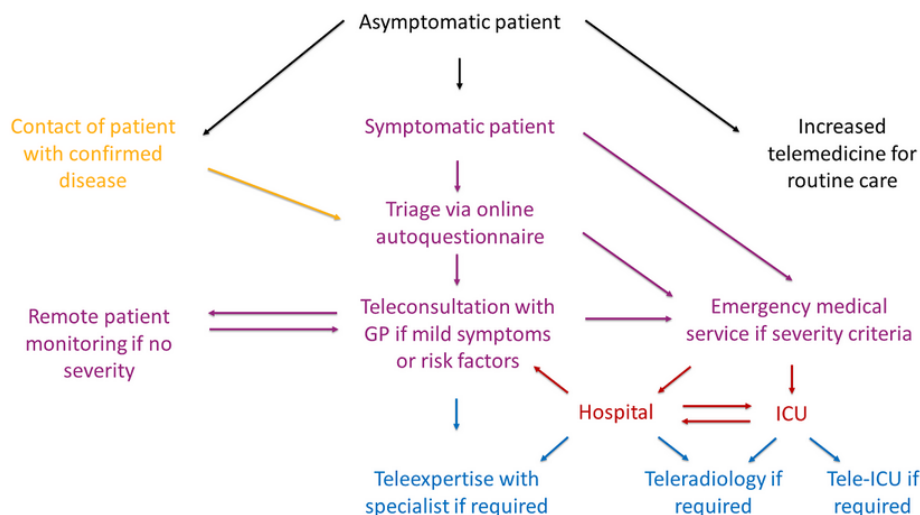 Asymptomatic patient
Contact of patient
with confirmed
disease
Symptomatic patient
Increased
telemedicine for
routine care
Triage via online
autoquestionnaire
Remote patient
monitoring if no
severity
Teleconsultation with
GP if mild symptoms
or risk factors
Emergency medical
service if severity criteria
Hospital
ICU
Teleexpertise with
specialist if required
Teleradiology if
required
Tele-ICU if
required